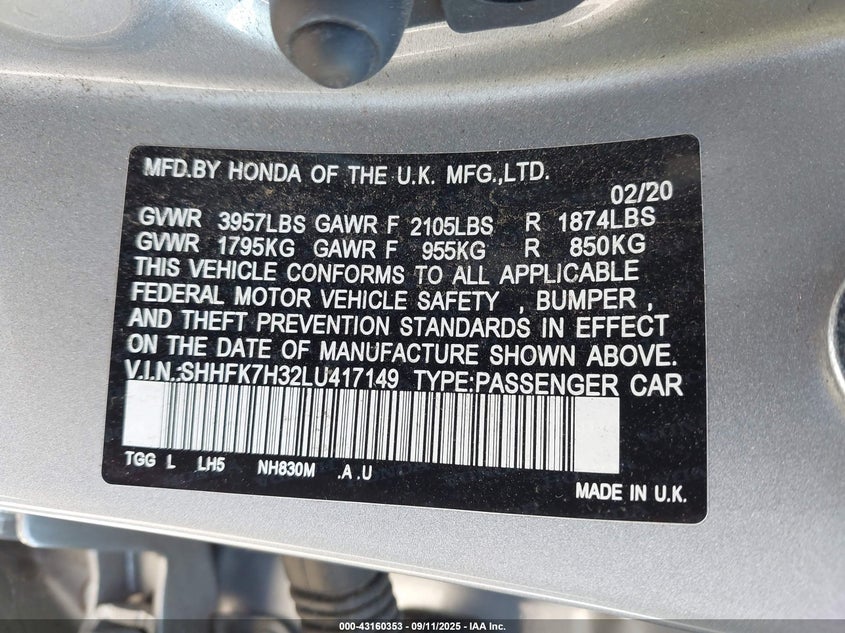 MFD.BY HONDA OF THE U.K. MFG.,LTD.
02/20
GVWR 3957LBS GAWR F 2105LBS R 1874LBS
GVWR 1795KG GAWR F 955KG R 850KG
THIS VEHICLE CONFORMS TO ALL APPLICABLE
FEDERAL MOTOR VEHICLE SAFETY , BUMPER ,
AND THEFT PREVENTION STANDARDS IN EFFECT
ON THE DATE OF MANUFACTURE SHOWN ABOVE.
V.I.N.:SHHFK7H32LU417149 TYPE:PASSENGER CAR
TGG L LH5 NH830M .A .U
MADE IN U.K.
000-43160353 - 09/11/2025 - IAA Inc.